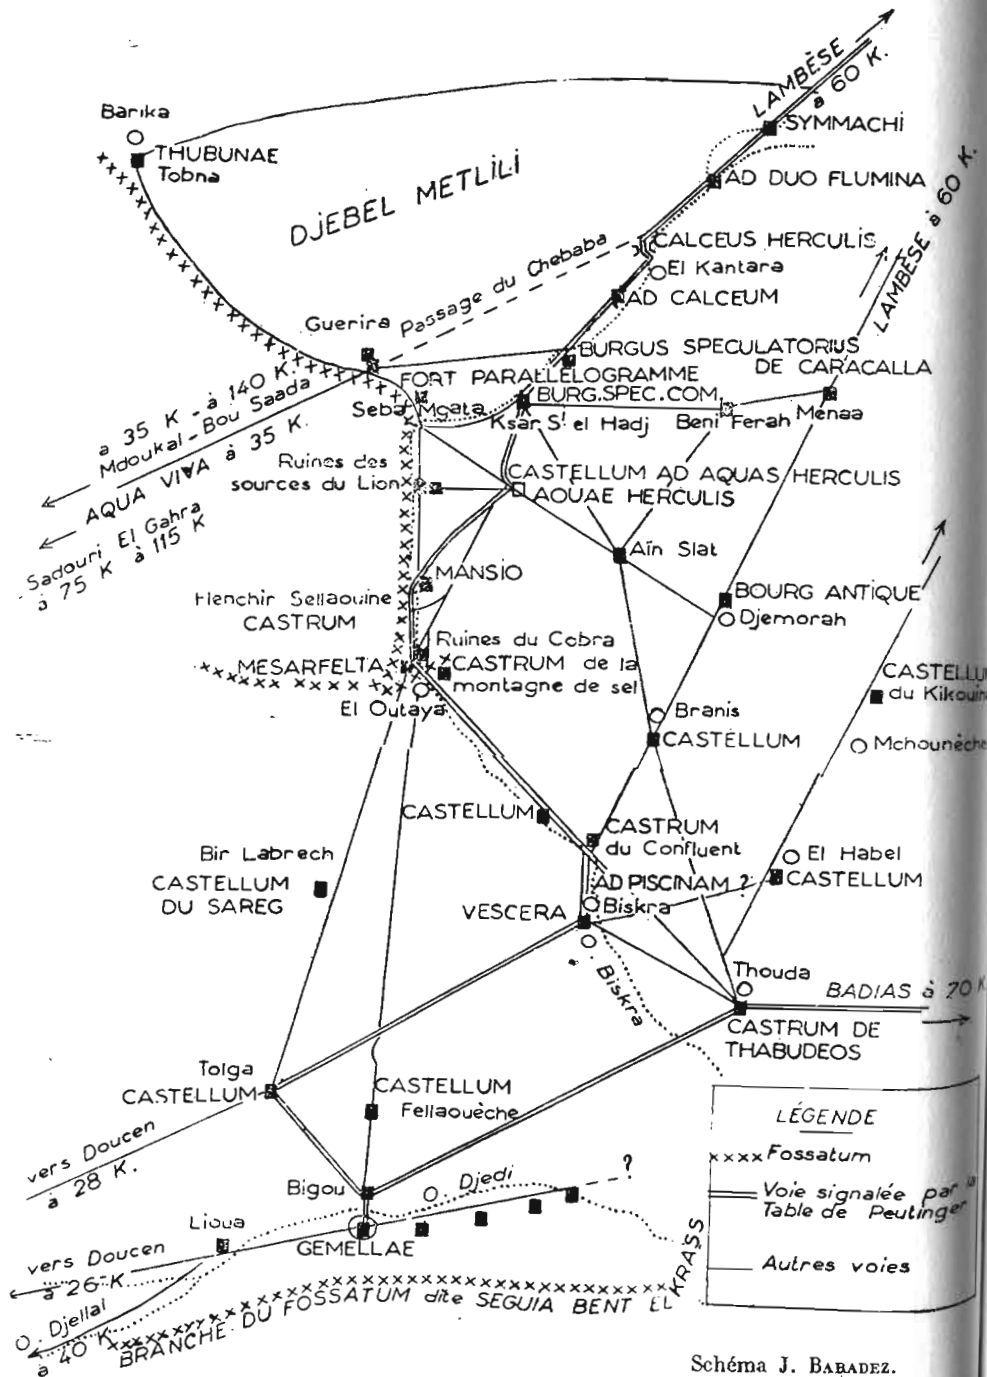 LAMBÈSE
à 60 K.
Barika
THUBUNAE
Tobna
SYMMACHI
DJEBEL METLILI
AD DUO FLUMINA
LAMBÈSE à 60 K.
CALCEUS HERCULIS
El Kantara
Passage du Chebaba
AD CALCEUM
Guerira
BURGUS SPECULATORIUS
DE CARACALLA
FORT PARALLÉLOGRAMME
BURG.SPEC.COM.
Seba Mgata
Ksar S! el Hadj
Beni Ferah
Menaa
à 35 K - à 140 K.
Mdoukal-Bou Saada
AQUA VIVA à 35 K.
Sadouri El Gahra
à 75 K à 115 K
Ruines des
sources du Lion
CASTELLUM AD AQUAS HERCULIS
AQUAE HERCULIS
Aïn Slat
MANSIO
Henchir Sellaouine
CASTRUM
BOURG ANTIQUE
Djemorah
Ruines du Cobra
MESARFELTA
CASTRUM de la
montagne de sel
El Outaya
CASTELLU
du Kikouin
Branis
CASTELLUM
Mchounèche
CASTELLUM
CASTRUM
du Confluent
Bir Labrech
CASTELLUM
DU SAREG
El Habel
CASTELLUM
AD PISCINAM ?
VESCERA
Biskra
O. Biskra
Thouda
BADIAS à 70 K
CASTRUM DE
THABUDEOS
Tolga
CASTELLUM
CASTELLUM
Fellaouèche
vers Doucen
à 28 K.
Bigou
O. Djedi
?
Lioua
GEMELLAE
vers Doucen
à 26 K
O. Djellal
à 40 K
BRANCHE DU FOSSATUM dite SEGUIA BENT EL KRASS
LÉGENDE
Fossatum
Voie signalée par la
Table de Peutinger
Autres voies
Schéma J. BARADEZ.